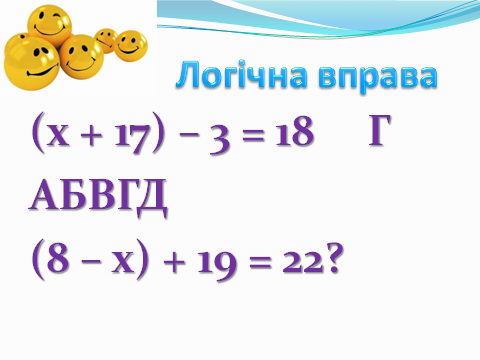 Логічна вправа
(х + 17) – 3 = 18 Г
АБВГД
(8 – х) + 19 = 22?